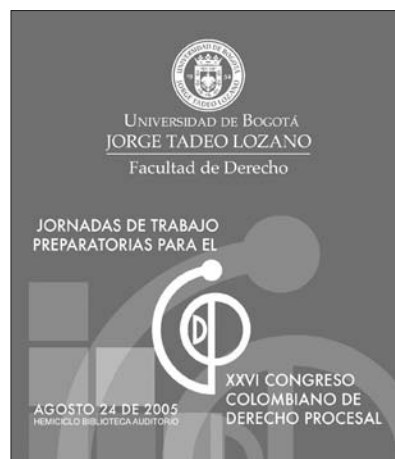 UNIVERSIDAD DE BOGOTÁ
JORGE TADEO LOZANO
Facultad de Derecho
JORNADAS DE TRABAJO
PREPARATORIAS PARA EL
XXVI CONGRESO
COLOMBIANO DE
DERECHO PROCESAL
AGOSTO 24 DE 2005
HEMICICLO BIBLIOTECA AUDITORIO